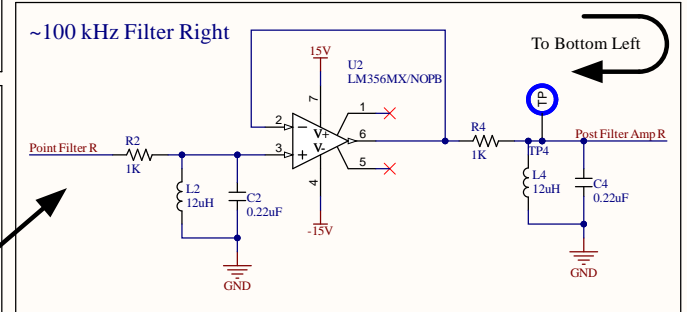 ~100 kHz Filter Right
To Bottom Left
15V
U2
LM356MX/NOPB
7
1
TP
2
V+
6
R4
Post Filter Amp R
Point Filter R
R2
3
V-
5
1K
TP4
1K
4
L2
12uH
C2
0.22uF
L4
12uH
C4
0.22uF
-15V
GND
GND